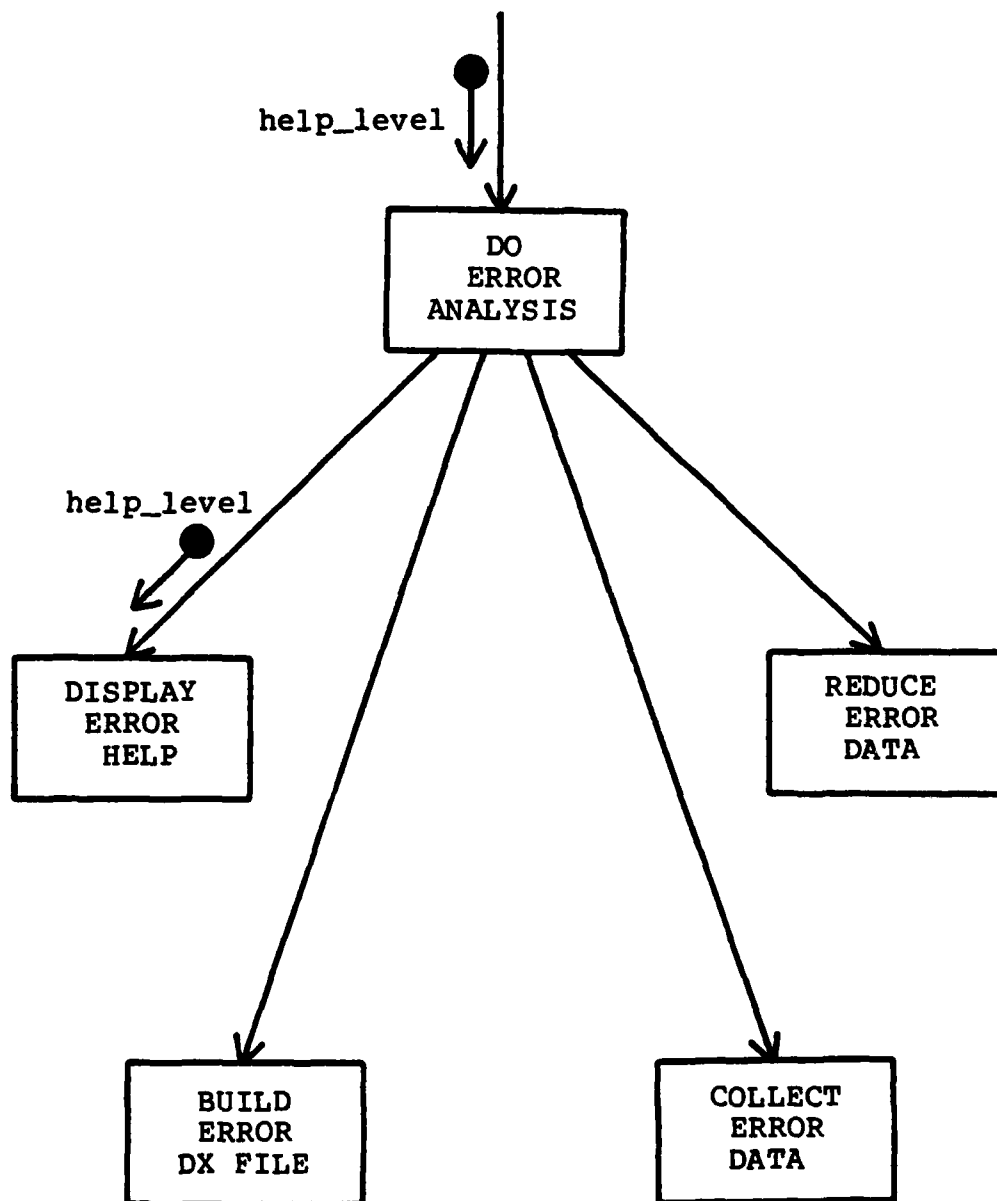 help_level
DO
ERROR
ANALYSIS
help_level
DISPLAY
ERROR
HELP
REDUCE
ERROR
DATA
BUILD
ERROR
DX FILE
COLLECT
ERROR
DATA